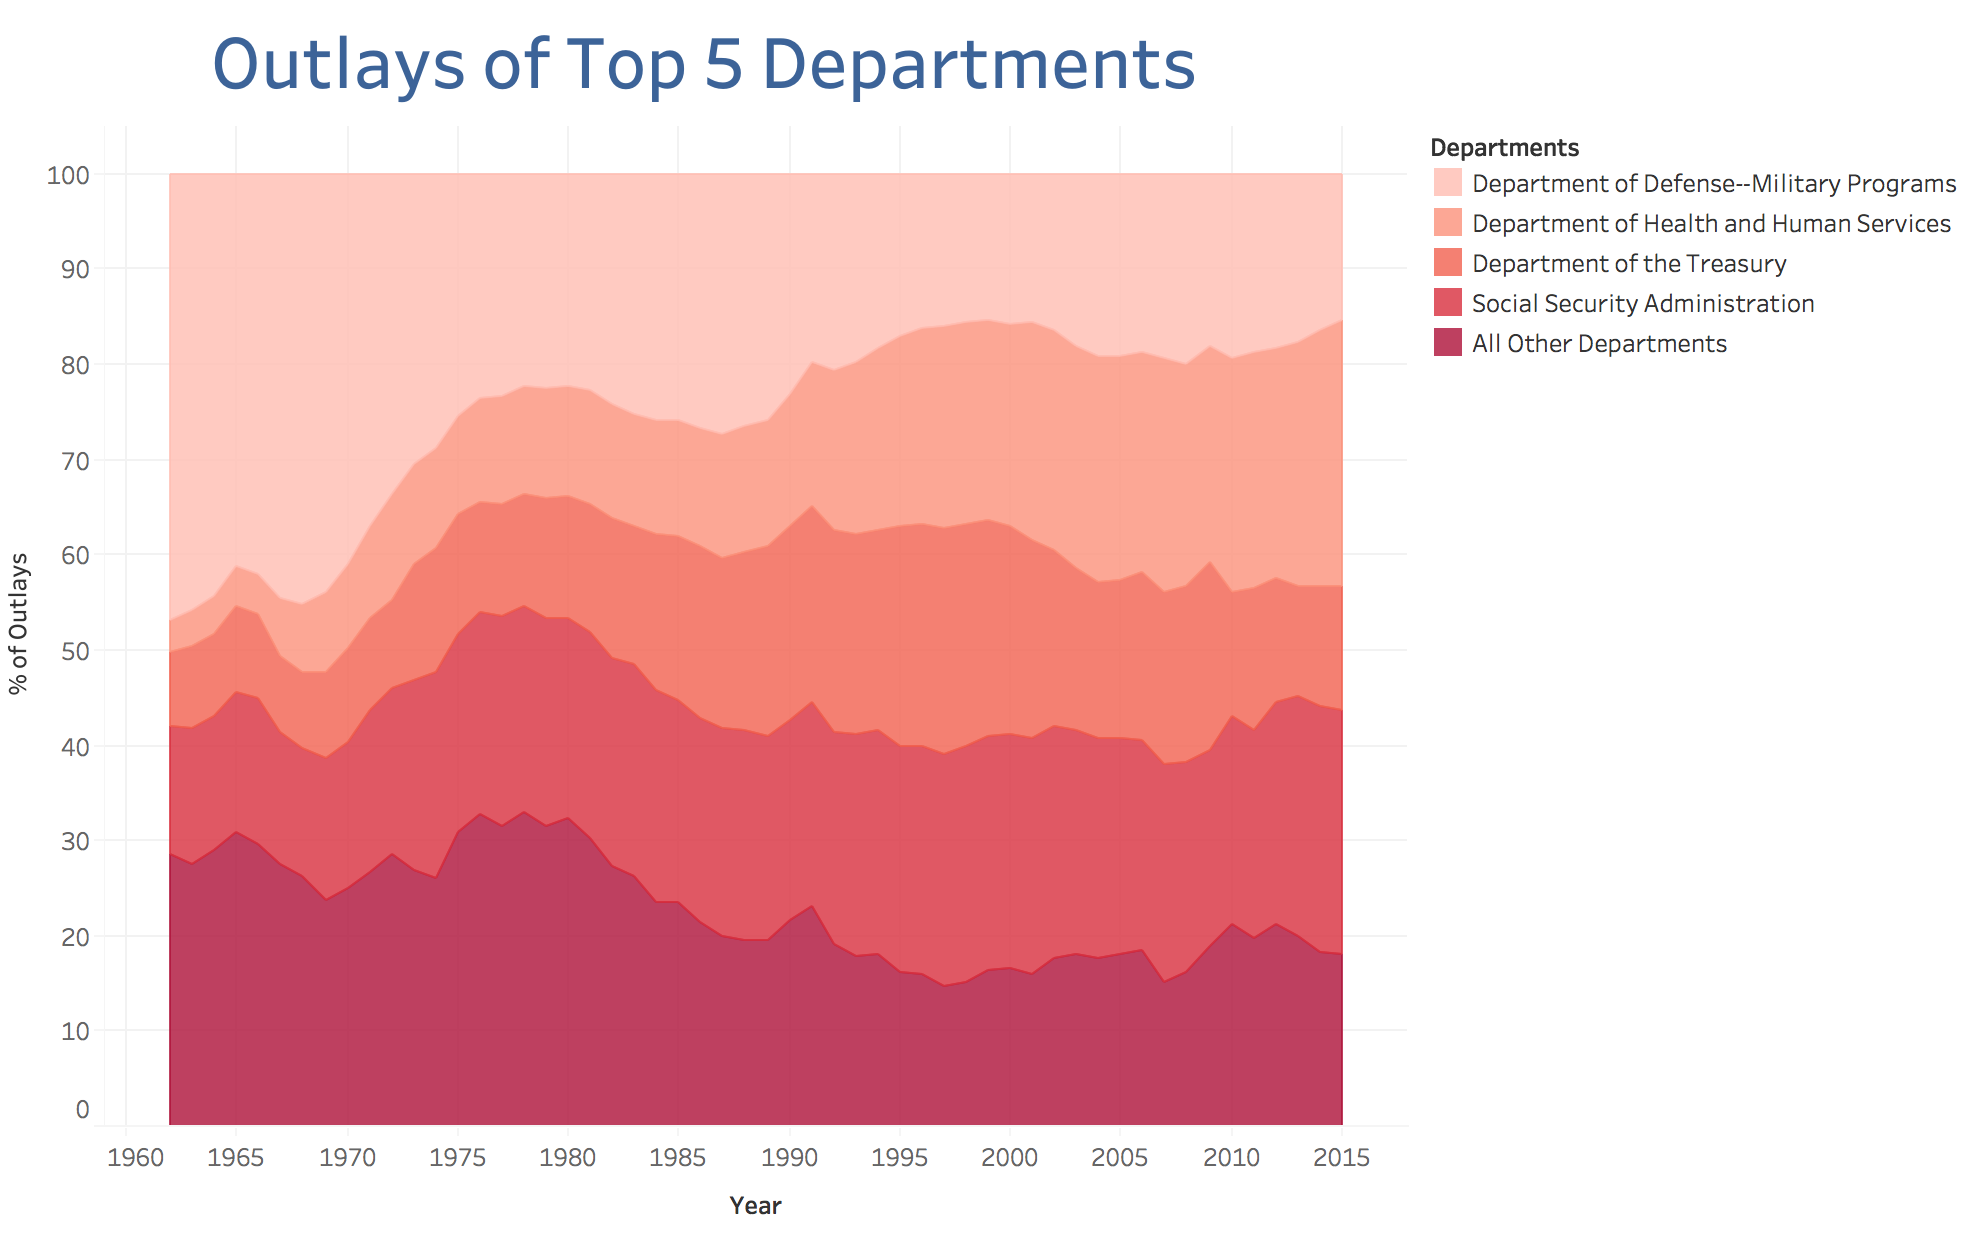 Outlays of Top 5 Departments
Departments
Department of Defense--Military Programs
Department of Health and Human Services
Department of the Treasury
Social Security Administration
All Other Departments
% of Outlays
100
90
80
70
60
50
40
30
20
10
0
1960 1965 1970 1975 1980 1985 1990 1995 2000 2005 2010 2015
Year